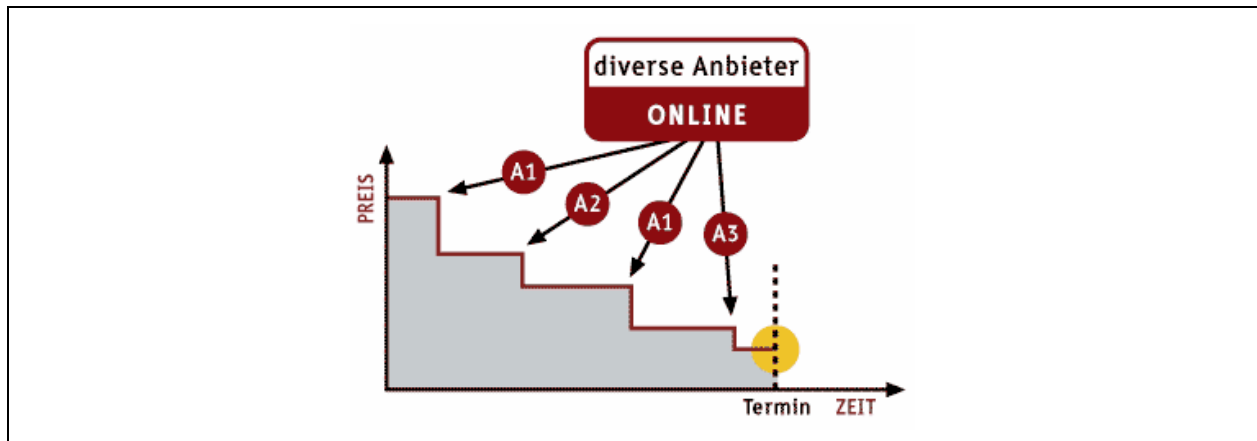 diverse Anbieter
ONLINE
A1
A2
A1
A3
PREIS
Termin
ZEIT